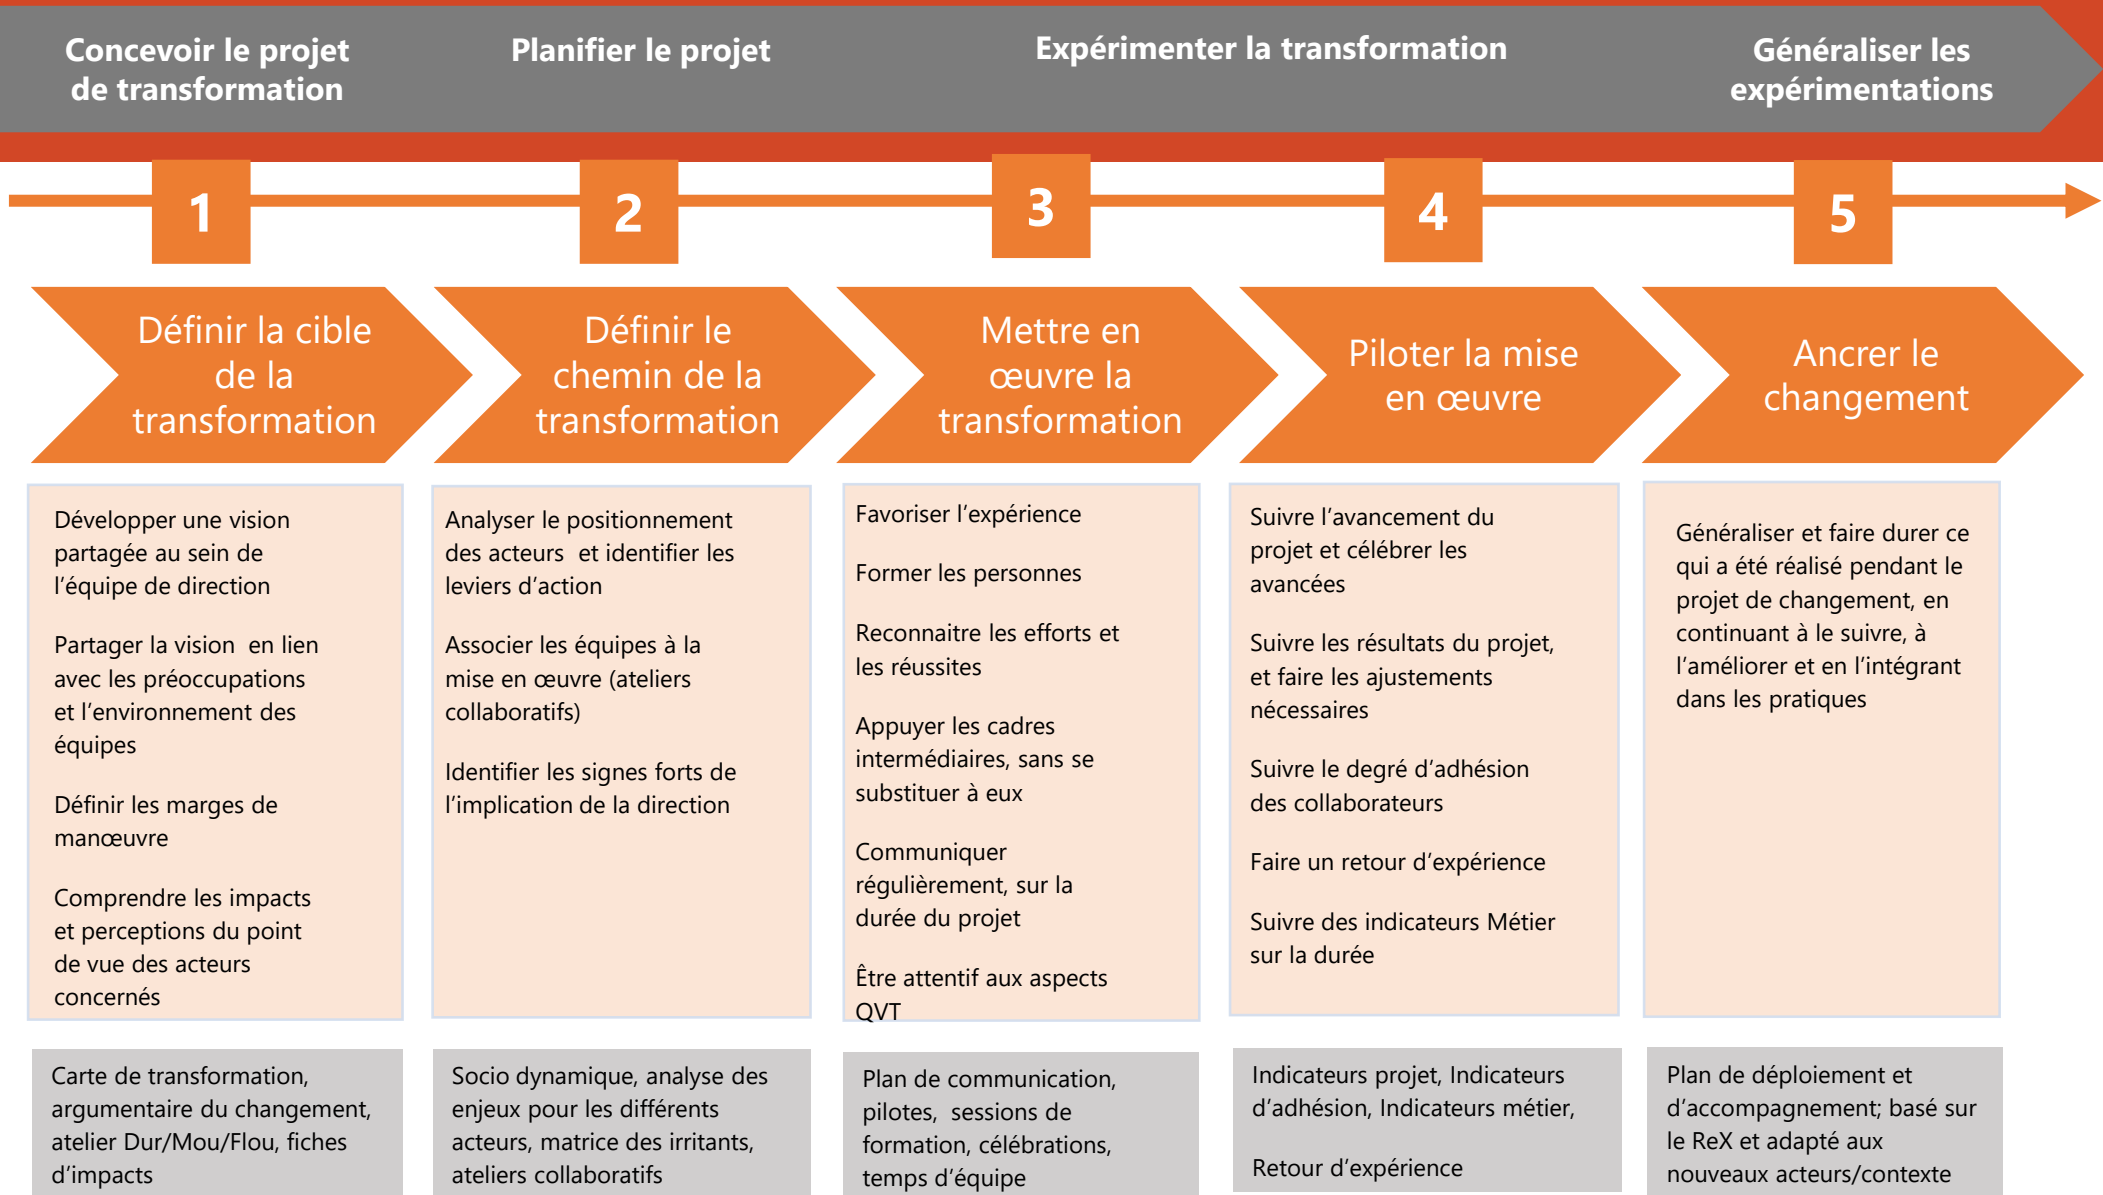 Concevoir le projet
de transformation
Planifier le projet
Expérimenter la transformation
Généraliser les
expérimentations
1
2
3
4
5
Définir la cible
de la
transformation
Définir le
chemin de la
transformation
Mettre en
œuvre la
transformation
Piloter la mise
en œuvre
Ancrer le
changement
Développer une vision
partagée au sein de
l'équipe de direction
Partager la vision  en lien
avec les préoccupations
et l'environnement des
équipes
Définir les marges de
manœuvre
Comprendre les impacts
et perceptions du point
de vue des acteurs
concernés
Analyser le positionnement
des acteurs  et identifier les
leviers d'action
Associer les équipes à la
mise en œuvre (ateliers
collaboratifs)
Identifier les signes forts de
l'implication de la direction
Favoriser l'expérience
Former les personnes
Reconnaitre les efforts et
les réussites
Appuyer les cadres
intermédiaires, sans se
substituer à eux
Communiquer
régulièrement, sur la
durée du projet
Être attentif aux aspects
QVT
Suivre l'avancement du
projet et célébrer les
avancées
Suivre les résultats du projet,
et faire les ajustements
nécessaires
Suivre le degré d'adhésion
des collaborateurs
Faire un retour d'expérience
Suivre des indicateurs Métier
sur la durée
Généraliser et faire durer ce
qui a été réalisé pendant le
projet de changement, en
continuant à le suivre, à
l'améliorer et en l'intégrant
dans les pratiques
Carte de transformation,
argumentaire du changement,
atelier Dur/Mou/Flou, fiches
d'impacts
Socio dynamique, analyse des
enjeux pour les différents
acteurs, matrice des irritants,
ateliers collaboratifs
Plan de communication,
pilotes,  sessions de
formation, célébrations,
temps d'équipe
Indicateurs projet, Indicateurs
d'adhésion, Indicateurs métier,
Retour d'expérience
Plan de déploiement et
d'accompagnement; basé sur
le ReX et adapté aux
nouveaux acteurs/contexte